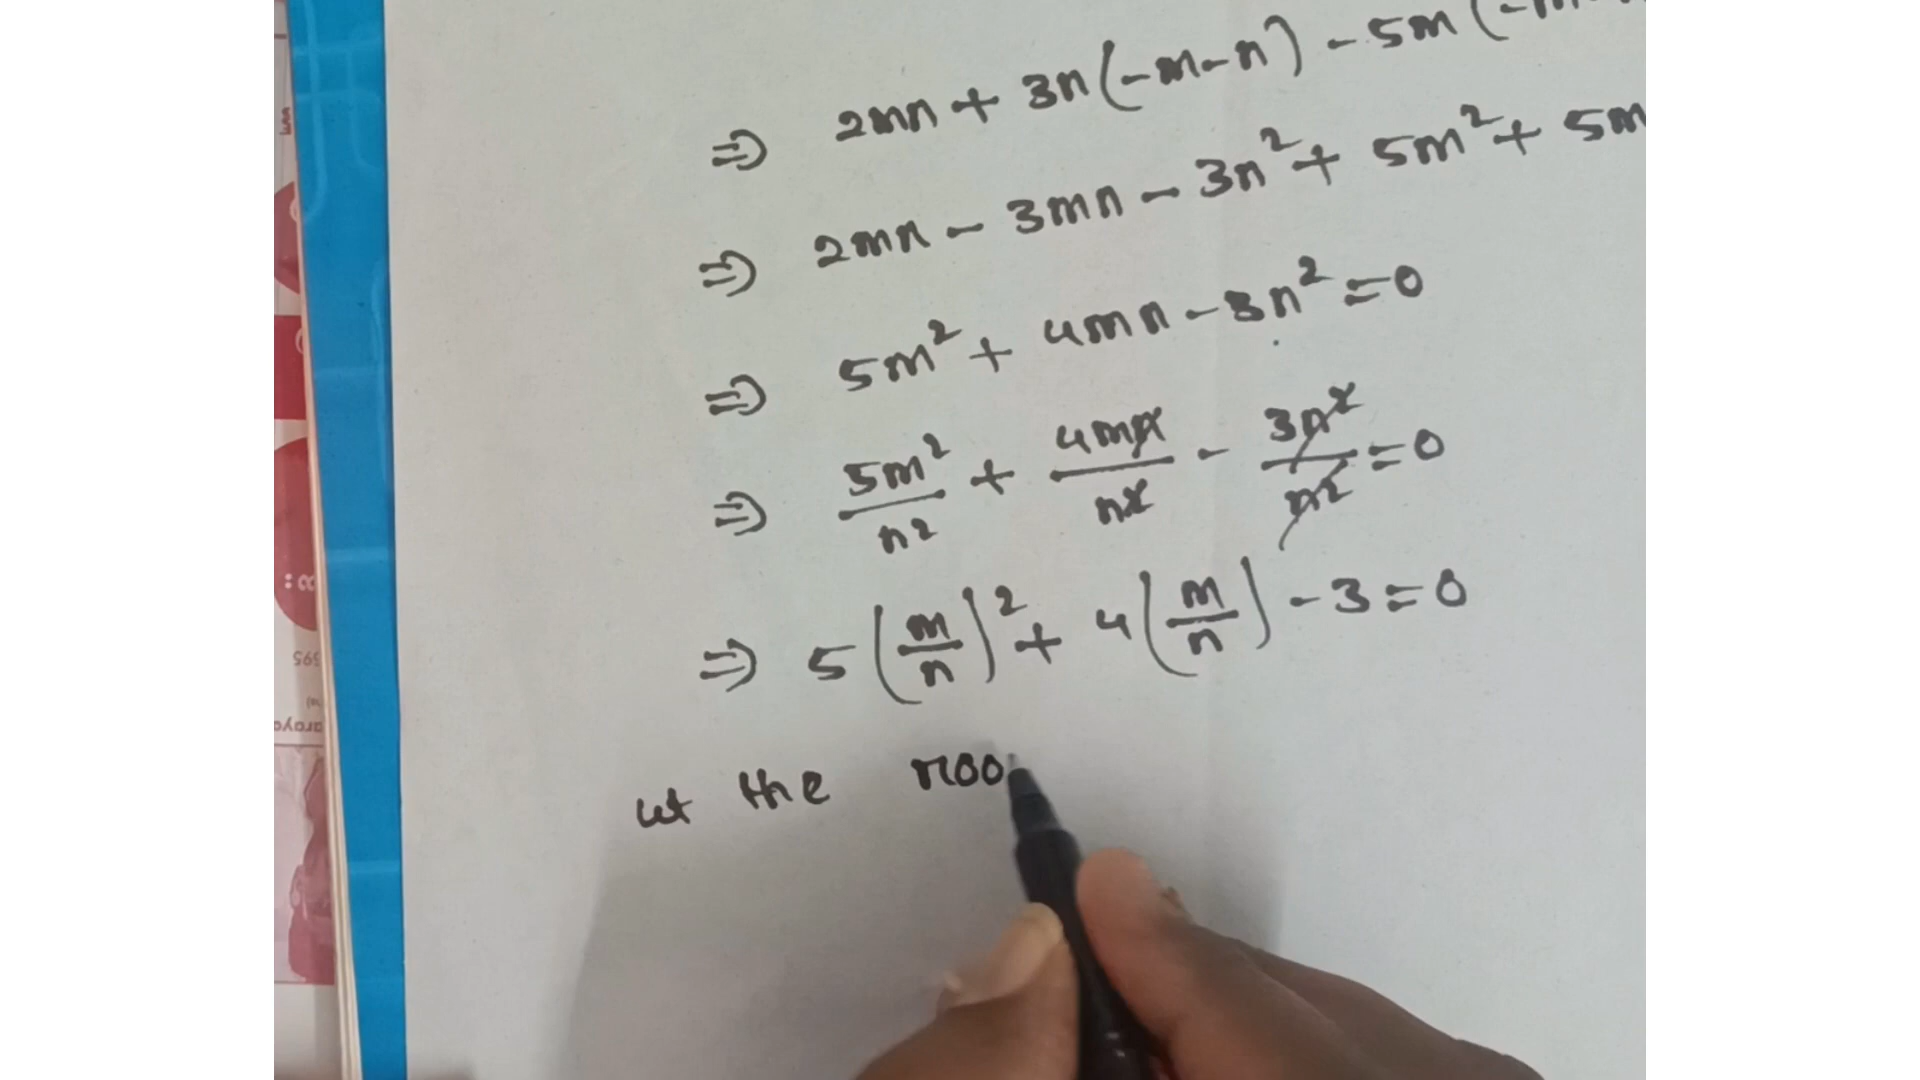 ⇒ 2mn + 3n(-m-n) - 5m(-m
⇒ 2mn - 3mn - 3n² + 5m² + 5m
⇒ 5m² + 4mn - 3n² = 0
⇒ 5m²/n² + 4mn/n² - 3n²/n² = 0
⇒ 5(m/n)² + 4(m/n) - 3 = 0
let the roo